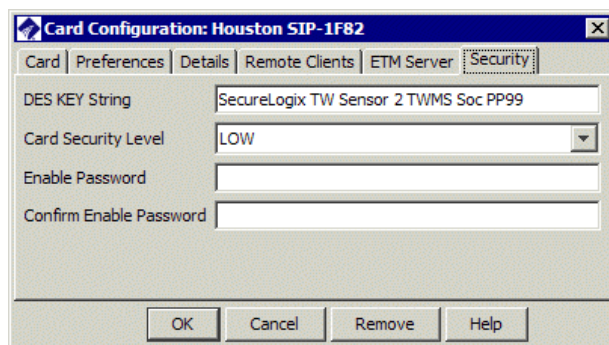 Card Configuration: Houston SIP-1F82
Card Preferences Details Remote Clients ETM Server Security
DES KEY String SecureLogix TW Sensor 2 TWMS Soc PP99
Card Security Level LOW
Enable Password
Confirm Enable Password
OK Cancel Remove Help